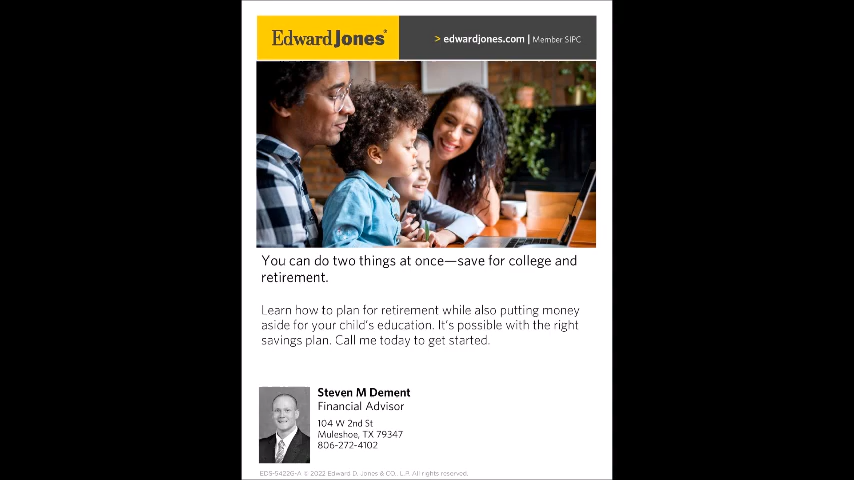 Edward Jones®
> edwardjones.com | Member SIPC
You can do two things at once—save for college and
retirement.
Learn how to plan for retirement while also putting money
aside for your child's education. It's possible with the right
savings plan. Call me today to get started.
Steven M Dement
Financial Advisor
104 W 2nd St
Muleshoe, TX 79347
806-272-4102
EDS-5422G-A © 2022 Edward D. Jones & CO., L.P. All rights reserved.